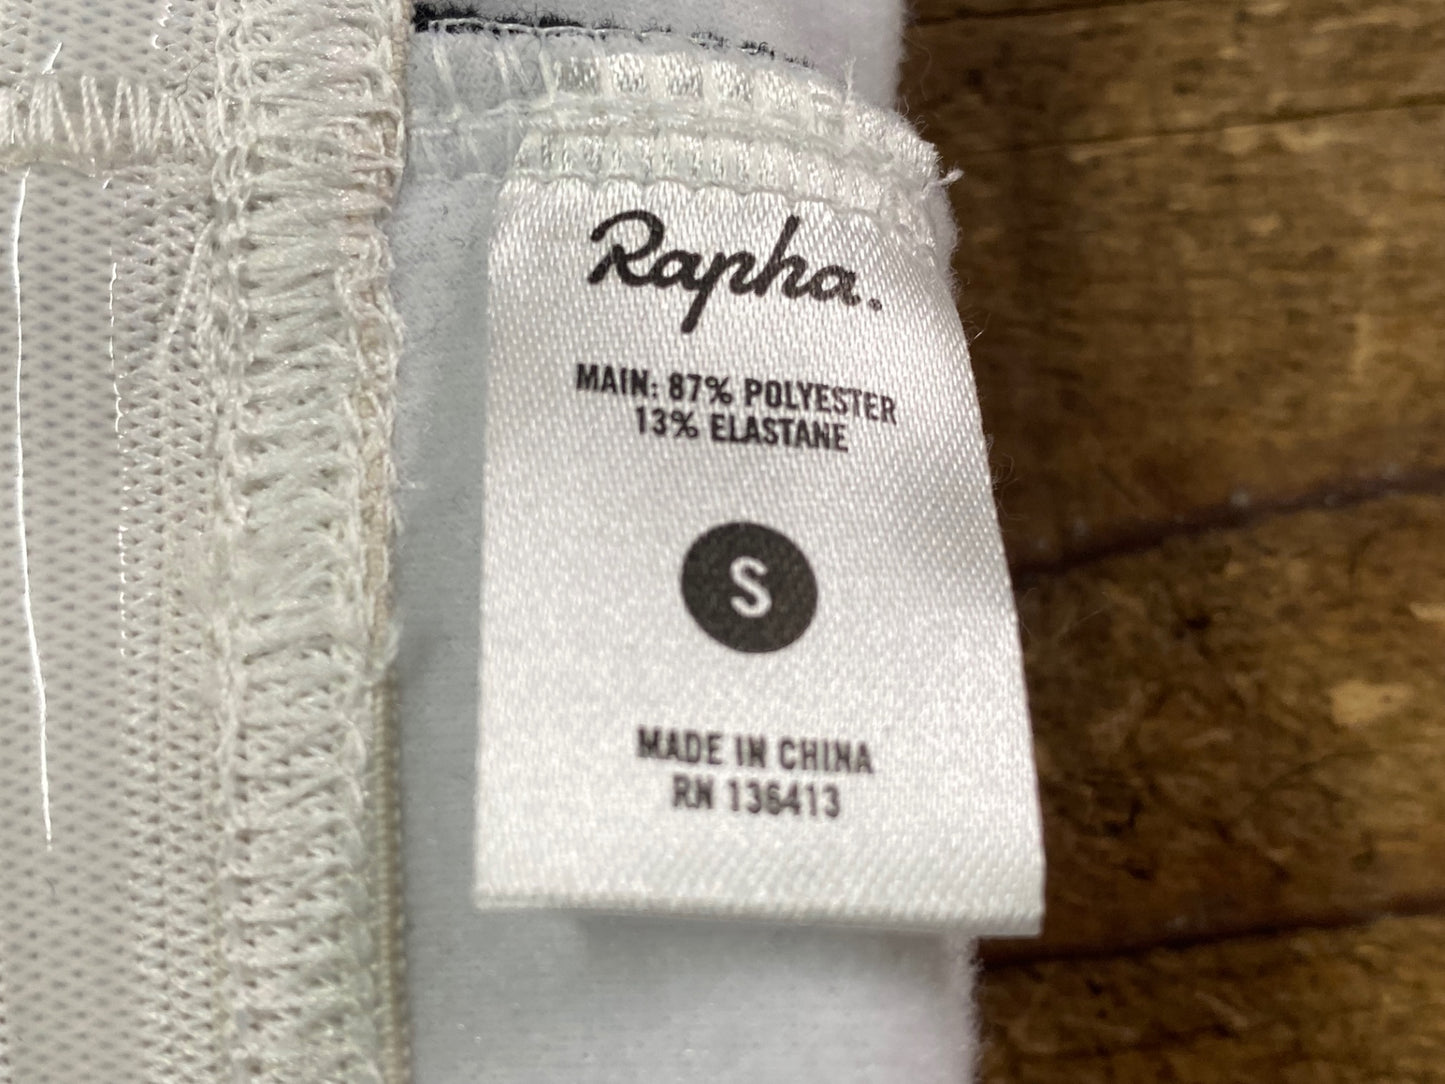 Rapha.
MAIN: 87% POLYESTER
13% ELASTANE
S
MADE IN CHINA
RN 136413